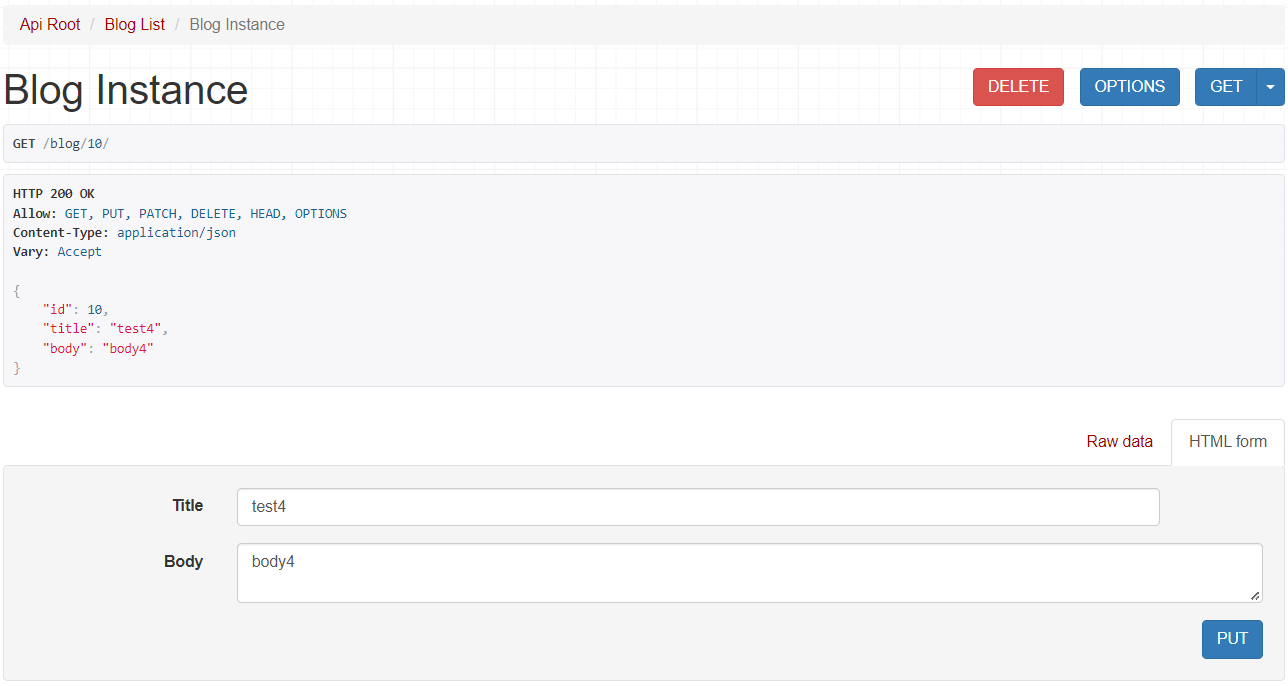 Api Root / Blog List / Blog Instance
Blog Instance
DELETE OPTIONS GET
GET /blog/10/
HTTP 200 OK
Allow: GET, PUT, PATCH, DELETE, HEAD, OPTIONS
Content-Type: application/json
Vary: Accept
{
    "id": 10,
    "title": "test4",
    "body": "body4"
}
Raw data HTML form
Title test4
Body body4
PUT